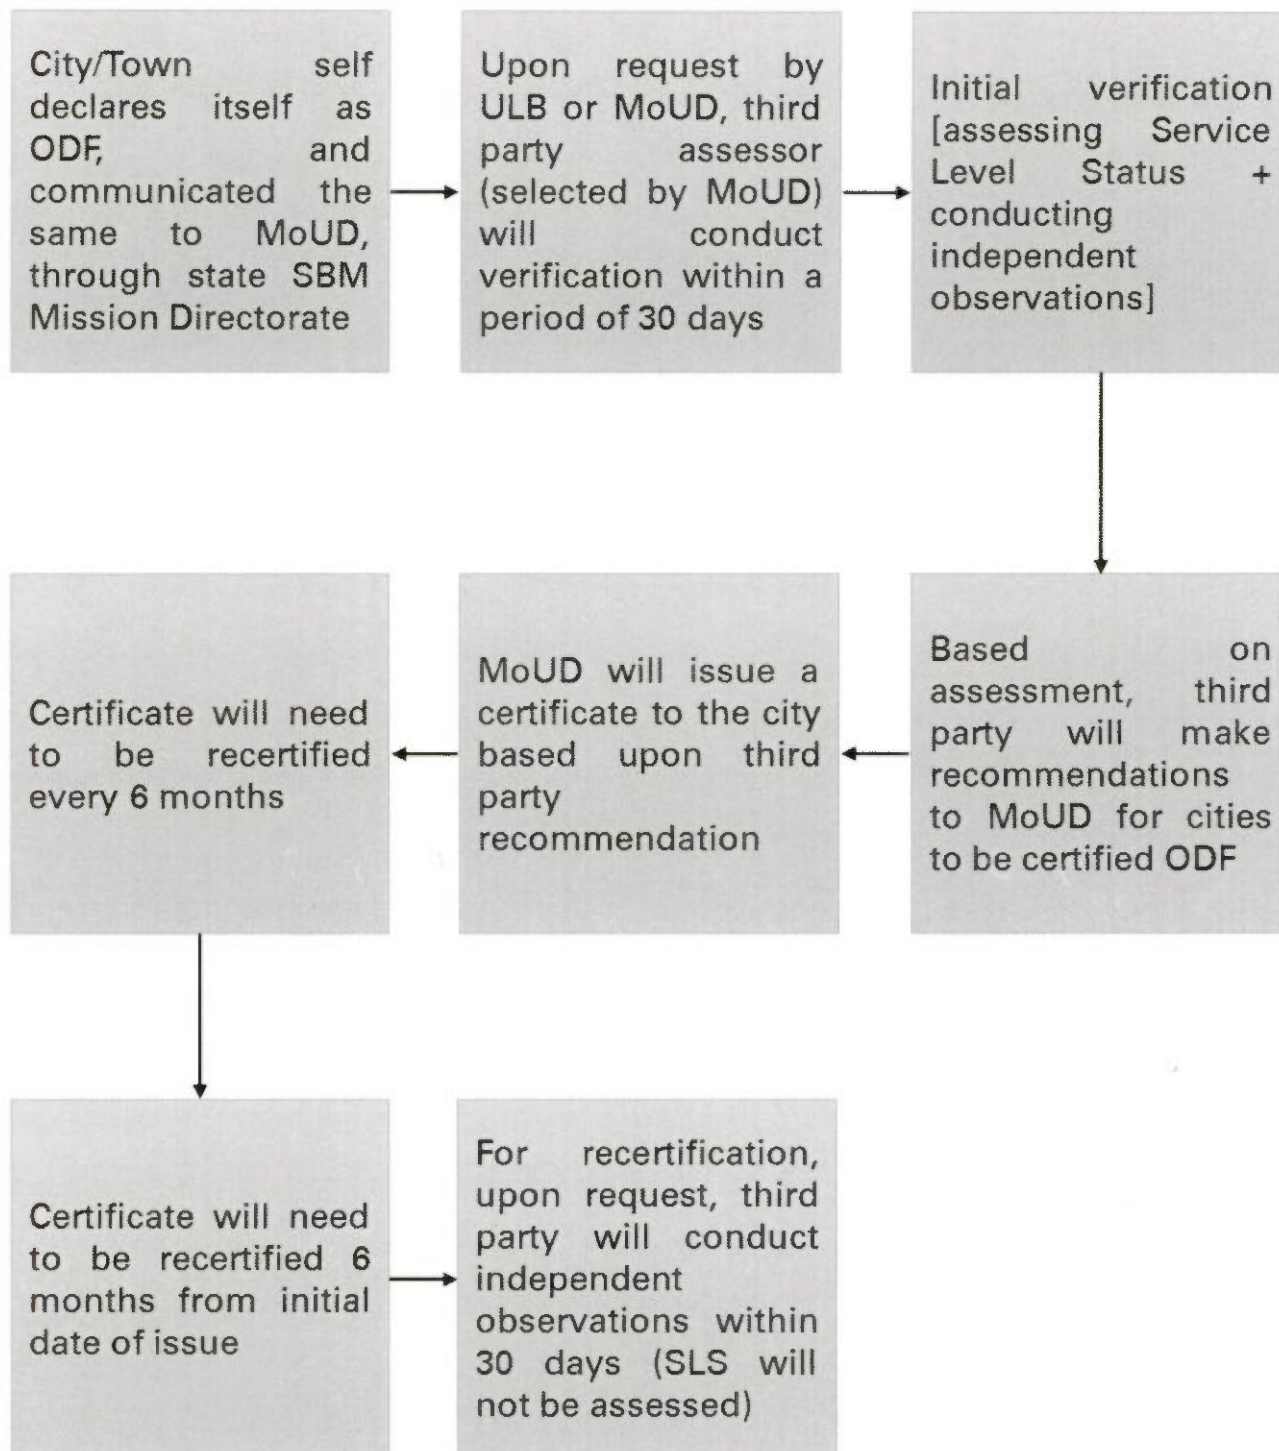 City/Town self
declares itself as
ODF, and
communicated the
same to MoUD,
through state SBM
Mission Directorate
Upon request by
ULB or MoUD, third
party assessor
(selected by MoUD)
will conduct
verification within a
period of 30 days
Initial verification
[assessing Service
Level Status +
conducting
independent
observations]
Based on
assessment, third
party will make
recommendations
to MoUD for cities
to be certified ODF
MoUD will issue a
certificate to the city
based upon third
party
recommendation
Certificate will need
to be recertified
every 6 months
Certificate will need
to be recertified 6
months from initial
date of issue
For recertification,
upon request, third
party will conduct
independent
observations within
30 days (SLS will
not be assessed)